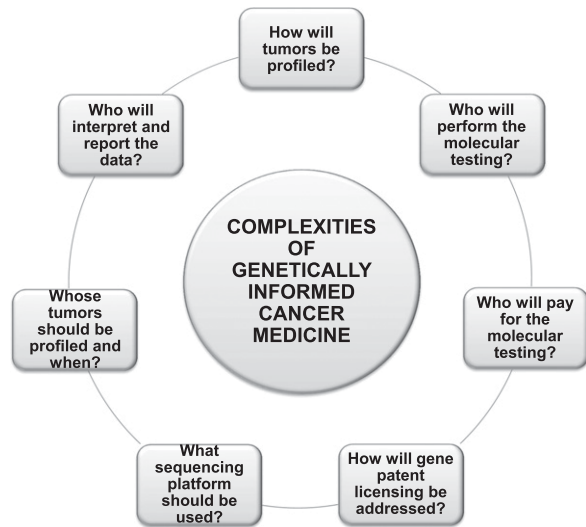 How will
tumors be
profiled?
Who will
perform the
molecular
testing?
Who will pay
for the
molecular
testing?
How will gene
patent
licensing be
addressed?
What
sequencing
platform
should be
used?
Whose
tumors
should be
profiled and
when?
Who will
interpret and
report the
data?
COMPLEXITIES
OF
GENETICALLY
INFORMED
CANCER
MEDICINE